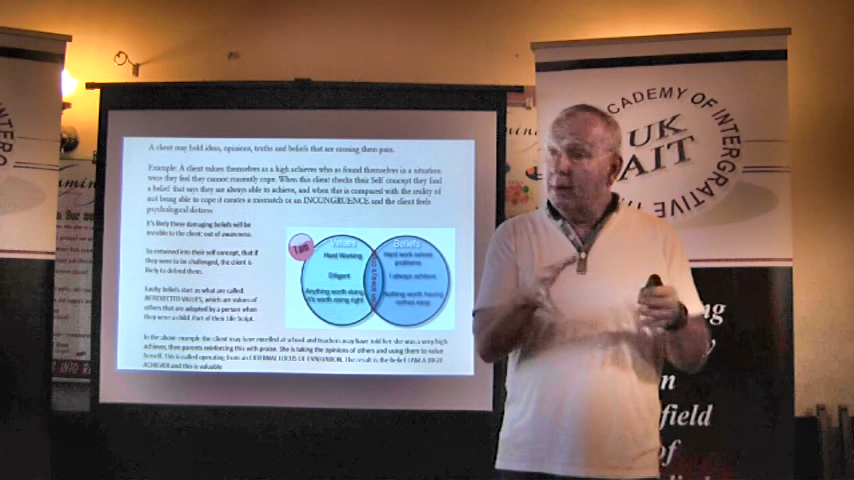 A client may hold ideas, opinions, truths and beliefs that are causing them pain.
Example: A client values themselves as a high achiever who as found themselves in a situation
were they feel they cannot currently cope. When this client checks their Self concept they find
a belief that says they are always able to achieve, and when this is compared with the reality of
not being able to cope it creates a mismatch or an INCONGRUENCE and the client feels
psychological distress
It's likely these damaging beliefs will be
invisible to the client: out of awareness.
So entwined into their self concept, that if
they were to be challenged, the client is
likely to defend them.
Faulty beliefs start as what are called
INTROJECTED VALUES, which are values of
others that are adopted by a person when
they were a child. Part of their Life Script.
I am
Values
Hard Working
Diligent
Anything worth doing
it's worth doing right
can always cope
Beliefs
Hard work solves
problems
I always achieve
Nothing worth having
comes easy
In the above example the client may have excelled at school and teachers may have told her she was a very high
achiever, then parents reinforcing this with praise. She is taking the opinions of others and using them to value
herself. This is called operating from an EXTERNAL LOCUS OF EVALUATION. The result is the belief I AM A HIGH
ACHIEVER and this is valuable
ACADEMY OF INTERGRATIVE
UK
AIT
ng
n
field
of